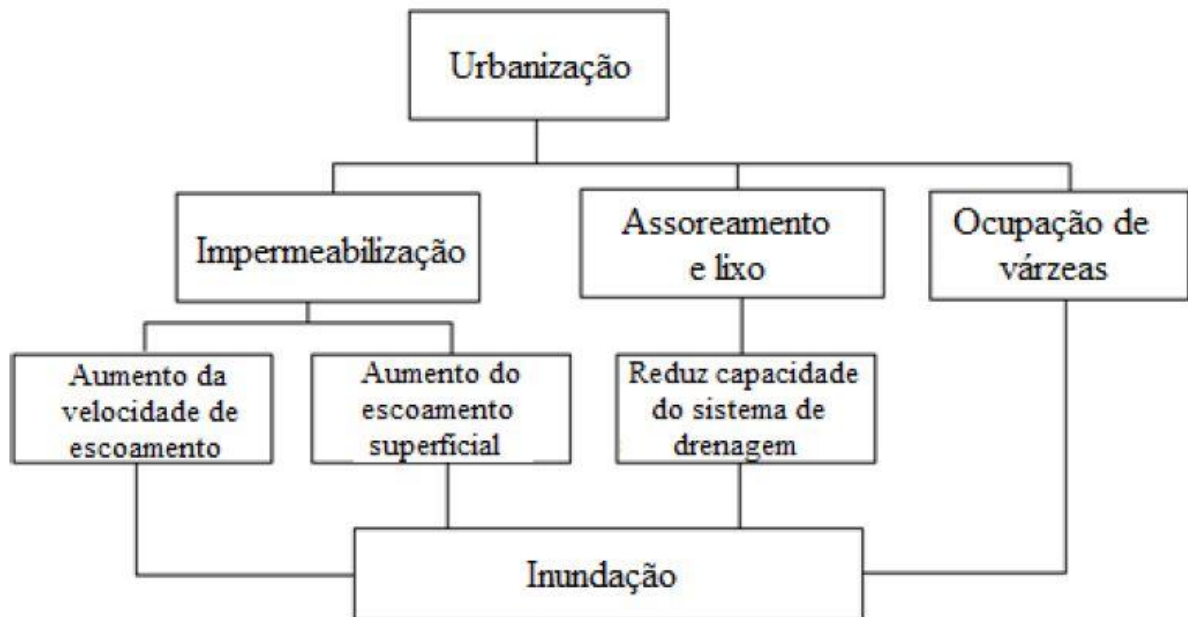 Urbanização
Impermeabilização
Assoreamento
e lixo
Ocupação de
várzeas
Aumento da
velocidade de
escoamento
Aumento do
escoamento
superfícial
Reduz capacidade
do sistema de
drenagem
Inundação